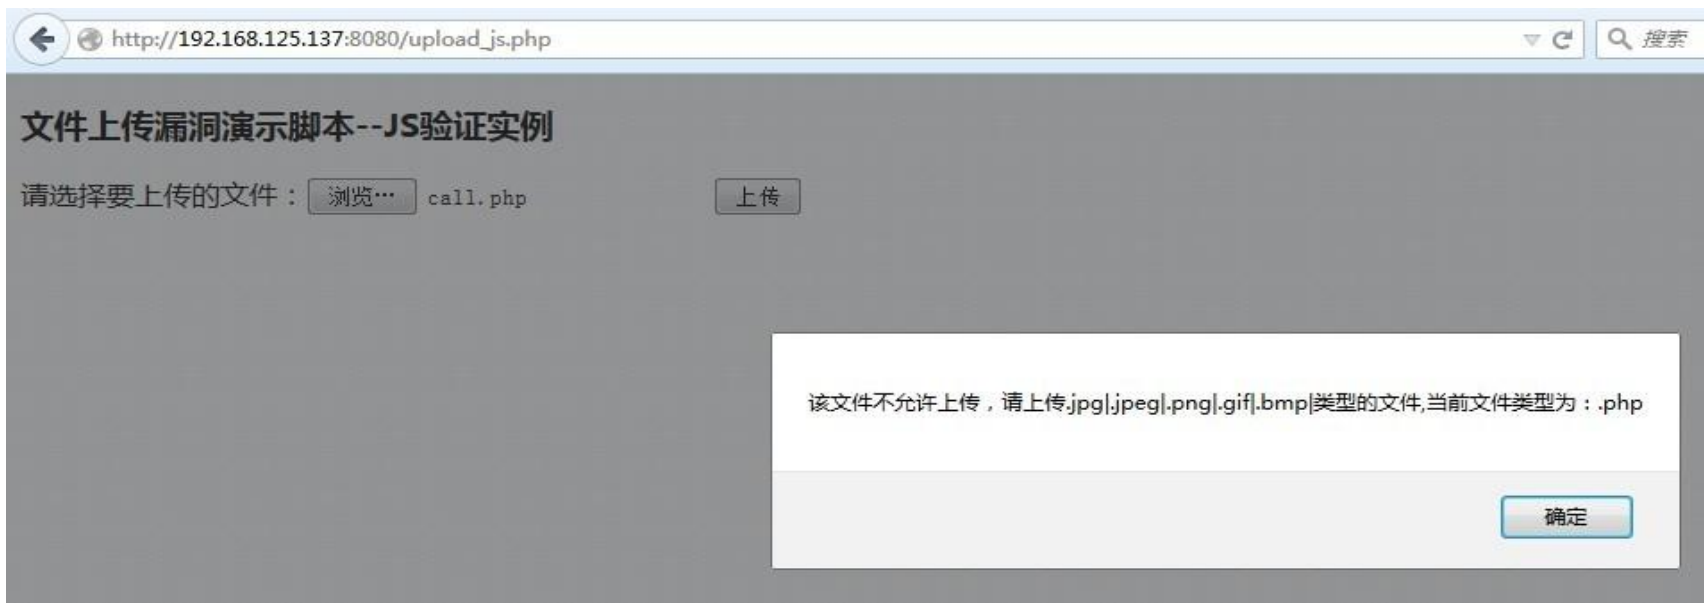 http://192.168.125.137:8080/upload_js.php
搜索
文件上传漏洞演示脚本--JS验证实例
请选择要上传的文件：浏览… call.php 上传
该文件不允许上传，请上传.jpg|.jpeg|.png|.gif|.bmp|类型的文件,当前文件类型为：.php
确定